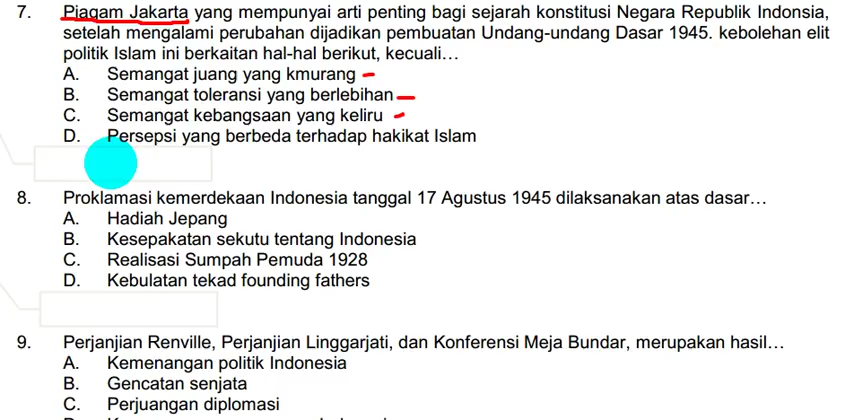 7. Piagam Jakarta yang mempunyai arti penting bagi sejarah konstitusi Negara Republik Indonsia,
setelah mengalami perubahan dijadikan pembuatan Undang-undang Dasar 1945. kebolehan elit
politik Islam ini berkaitan hal-hal berikut, kecuali…
A. Semangat juang yang kmurang
B. Semangat toleransi yang berlebihan
C. Semangat kebangsaan yang keliru
D. Persepsi yang berbeda terhadap hakikat Islam
8. Proklamasi kemerdekaan Indonesia tanggal 17 Agustus 1945 dilaksanakan atas dasar…
A. Hadiah Jepang
B. Kesepakatan sekutu tentang Indonesia
C. Realisasi Sumpah Pemuda 1928
D. Kebulatan tekad founding fathers
9. Perjanjian Renville, Perjanjian Linggarjati, dan Konferensi Meja Bundar, merupakan hasil…
A. Kemenangan politik Indonesia
B. Gencatan senjata
C. Perjuangan diplomasi